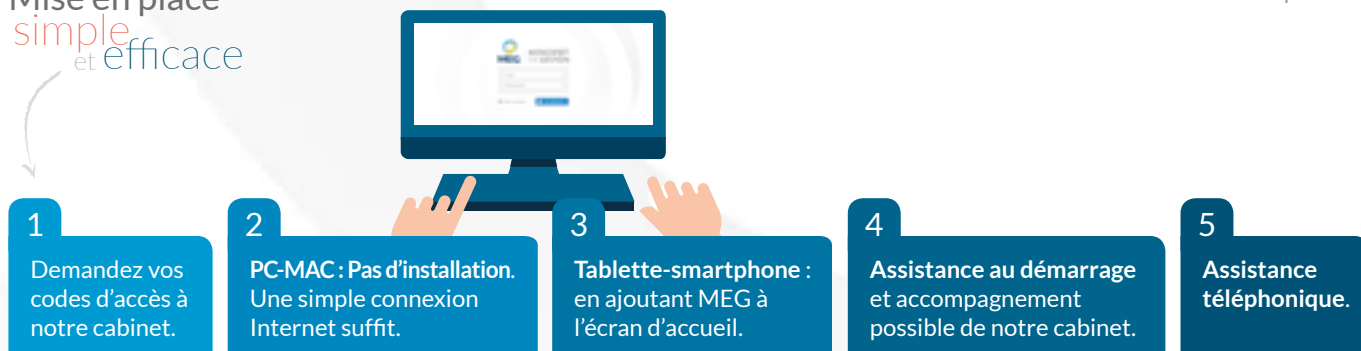 Mise en place
simple
et efficace
MEG
1
Demandez vos
codes d'accès à
notre cabinet.
2
PC-MAC : Pas d'installation.
Une simple connexion
Internet suffit.
3
Tablette-smartphone :
en ajoutant MEG à
l'écran d'accueil.
4
Assistance au démarrage
et accompagnement
possible de notre cabinet.
5
Assistance
téléphonique.